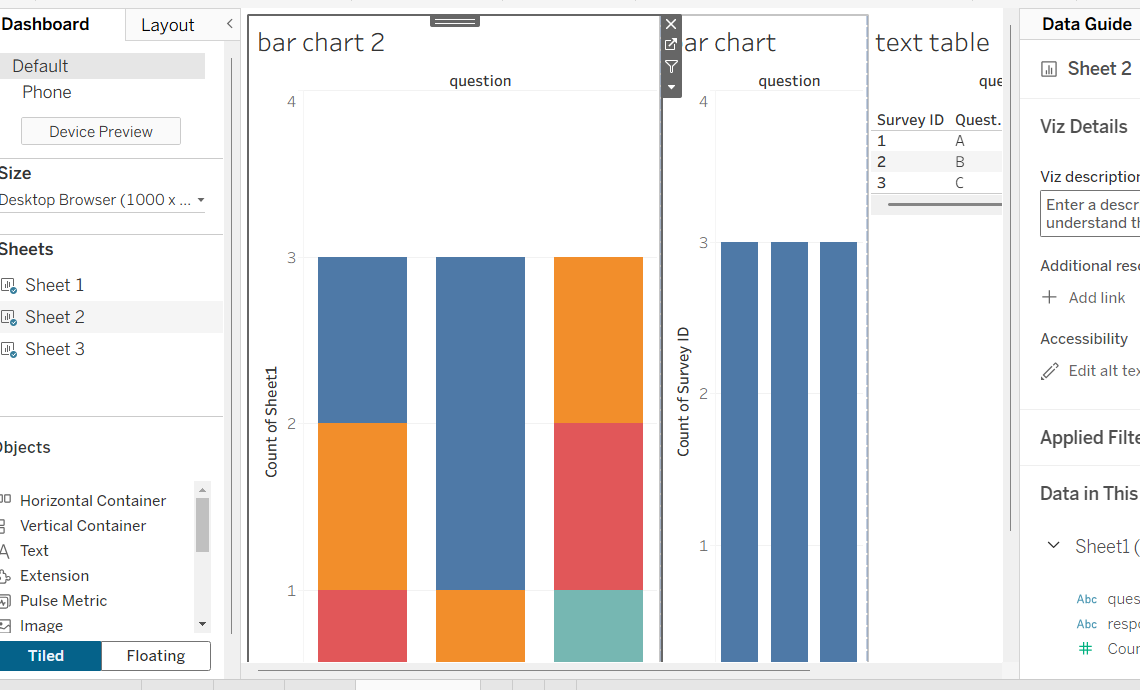 Dashboard
Layout
Default
Phone
Device Preview
Size
Desktop Browser (1000 x ...
Sheets
Sheet 1
Sheet 2
Sheet 3
Objects
Horizontal Container
Vertical Container
Text
Extension
Pulse Metric
Image
Tiled
Floating
bar chart 2
question
4
3
2
1
Count of Sheet1
ar chart
question
4
3
2
1
Count of Survey ID
text table
que
Survey ID Quest.
1 A
2 B
3 C
Data Guide
Sheet 2
Viz Details
Viz description
Enter a descr
understand th
Additional reso
Add link
Accessibility
Edit alt tex
Applied Filte
Data in This
Sheet1 (
Abc ques
Abc respo
# Coun